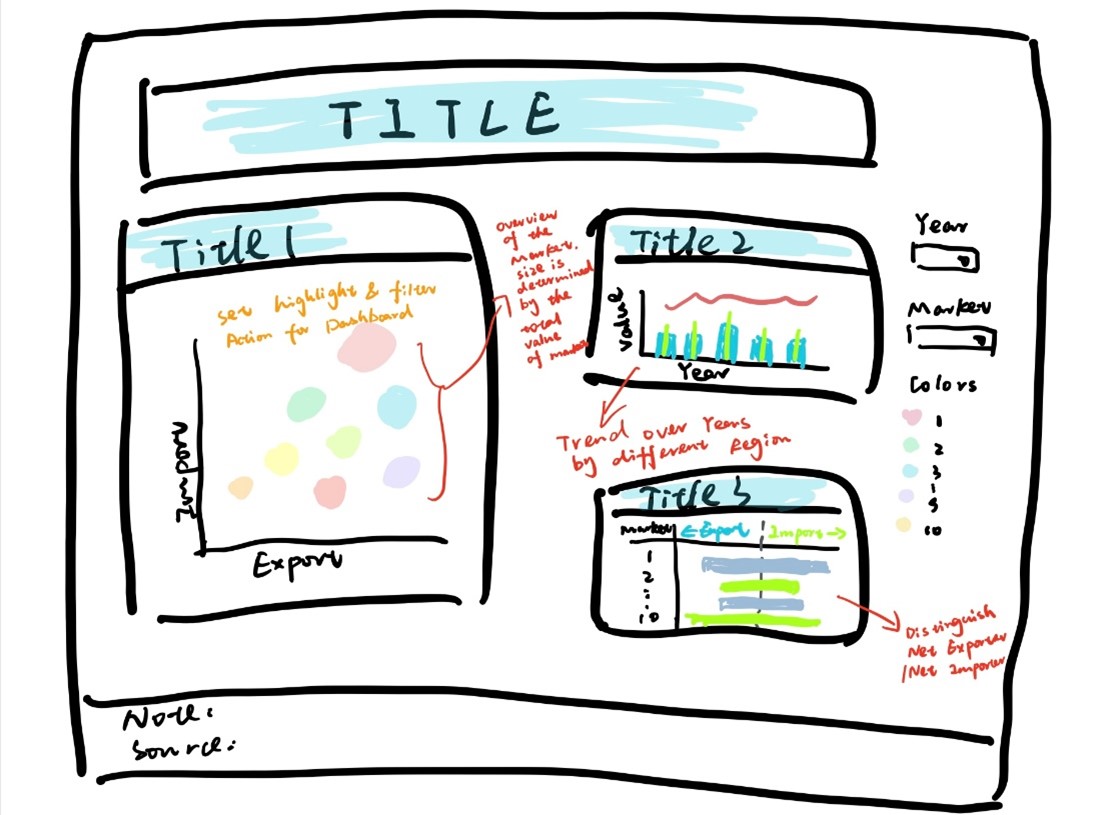 TITLE
Title 1
set highlight & filter
Action for Dashboard
Import
Export
overview
of the
Market.
size is
determined
by the
total
value
of market
Title 2
value
Year
Trend over Years
by different Region
Title 3
Market
← Export
Import →
1
2
10
Distinguish
Net Exporter
/Net Importer
Year
Market
Colors
1
2
3
5
10
Note:
Source: